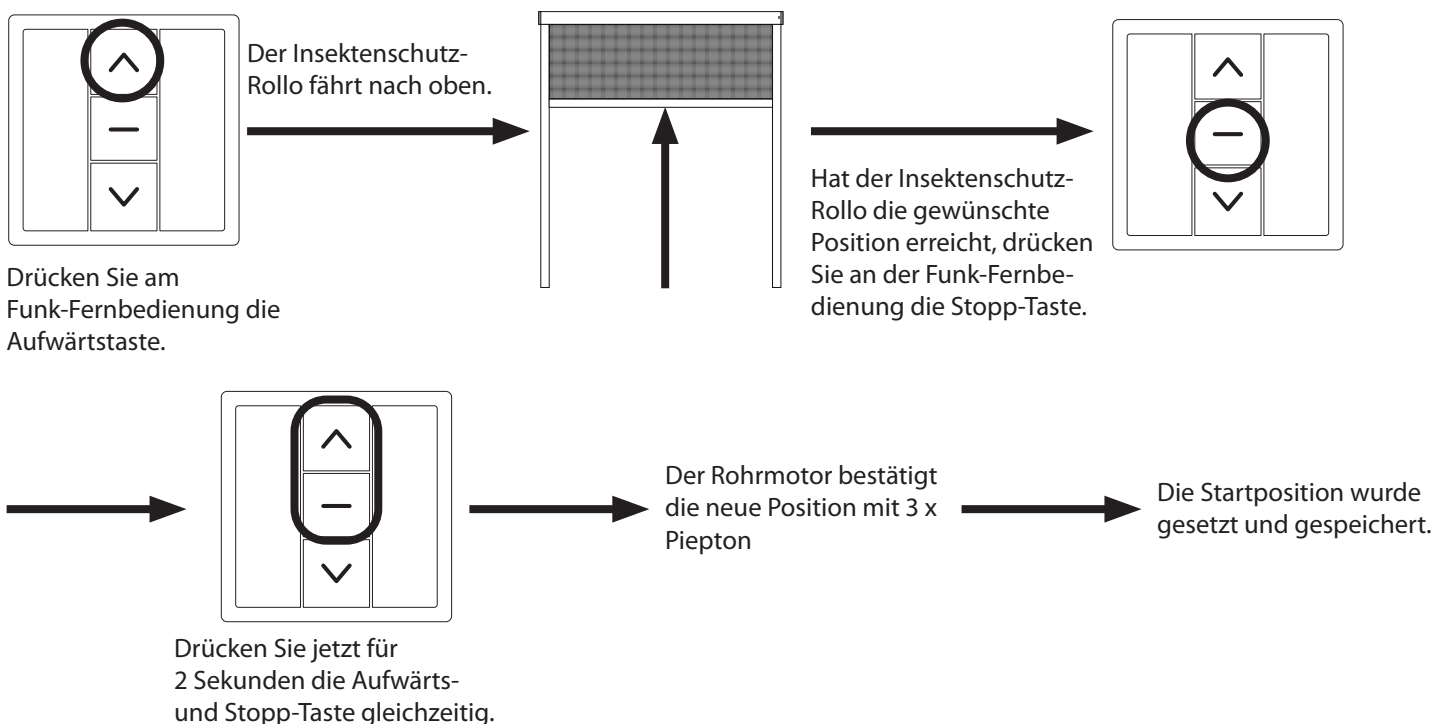 Der Insektenschutz-
Rollo fährt nach oben.
Drücken Sie am
Funk-Fernbedienung die
Aufwärtstaste.
Hat der Insektenschutz-
Rollo die gewünschte
Position erreicht, drücken
Sie an der Funk-Fernbe-
dienung die Stopp-Taste.
Drücken Sie jetzt für
2 Sekunden die Aufwärts-
und Stopp-Taste gleichzeitig.
Der Rohrmotor bestätigt
die neue Position mit 3 x
Piepton
Die Startposition wurde
gesetzt und gespeichert.